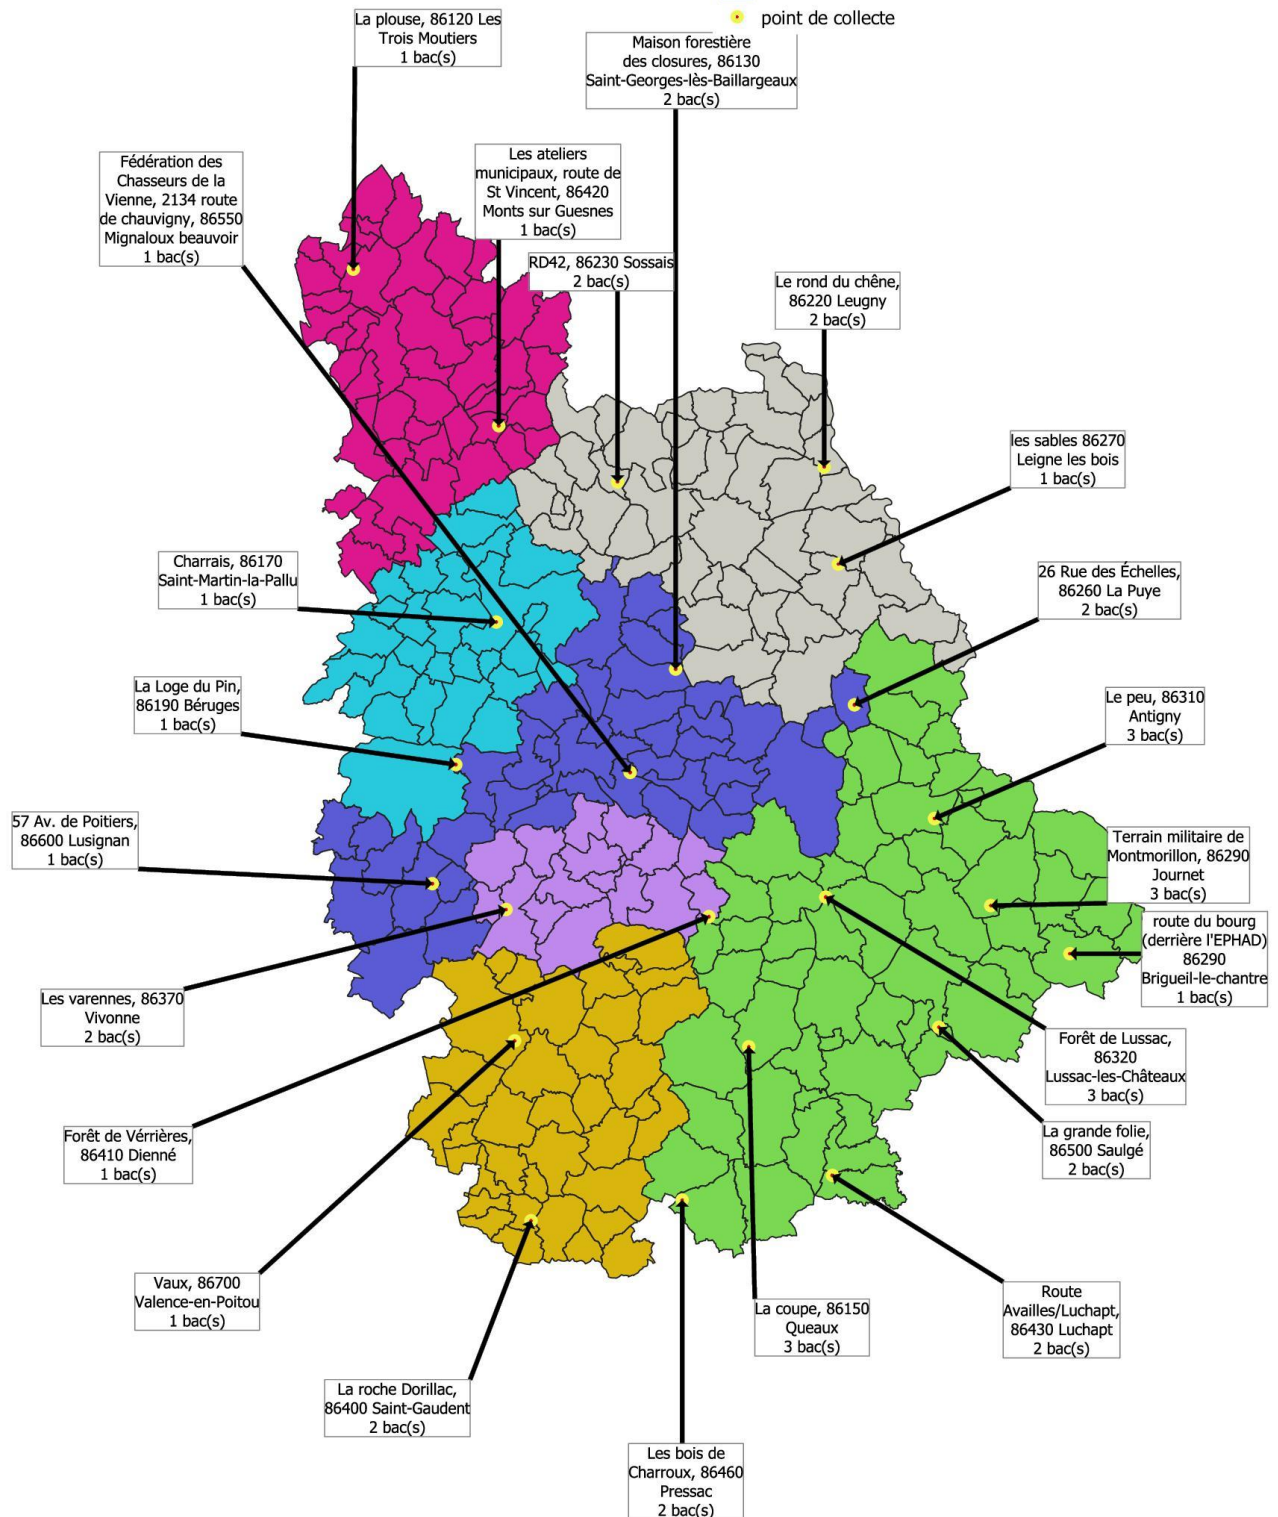 point de collecte
La plouse, 86120 Les
Trois Moutiers
1 bac(s)
Maison forestière
des closures, 86130
Saint-Georges-lès-Baillargeaux
2 bac(s)
Fédération des
Chasseurs de la
Vienne, 2134 route
de chauvigny, 86550
Mignaloux beauvoir
1 bac(s)
Les ateliers
municipaux, route de
St Vincent, 86420
Monts sur Guesnes
1 bac(s)
RD42, 86230 Sossais
2 bac(s)
Le rond du chêne,
86220 Leugny
2 bac(s)
les sables 86270
Leigne les bois
1 bac(s)
Charrais, 86170
Saint-Martin-la-Pallu
1 bac(s)
26 Rue des Échelles,
86260 La Puye
2 bac(s)
La Loge du Pin,
86190 Béruges
1 bac(s)
Le peu, 86310
Antigny
3 bac(s)
57 Av. de Poitiers,
86600 Lusignan
1 bac(s)
Terrain militaire de
Montmorillon, 86290
Journet
3 bac(s)
route du bourg
(derrière l'EPHAD)
86290
Brigueil-le-chantre
1 bac(s)
Les varennes, 86370
Vivonne
2 bac(s)
Forêt de Lussac,
86320
Lussac-les-Châteaux
3 bac(s)
Forêt de Vérrières,
86410 Dienné
1 bac(s)
La grande folie,
86500 Saulgé
2 bac(s)
Vaux, 86700
Valence-en-Poitou
1 bac(s)
La coupe, 86150
Queaux
3 bac(s)
Route
Availles/Luchapt,
86430 Luchapt
2 bac(s)
La roche Dorillac,
86400 Saint-Gaudent
2 bac(s)
Les bois de
Charroux, 86460
Pressac
2 bac(s)